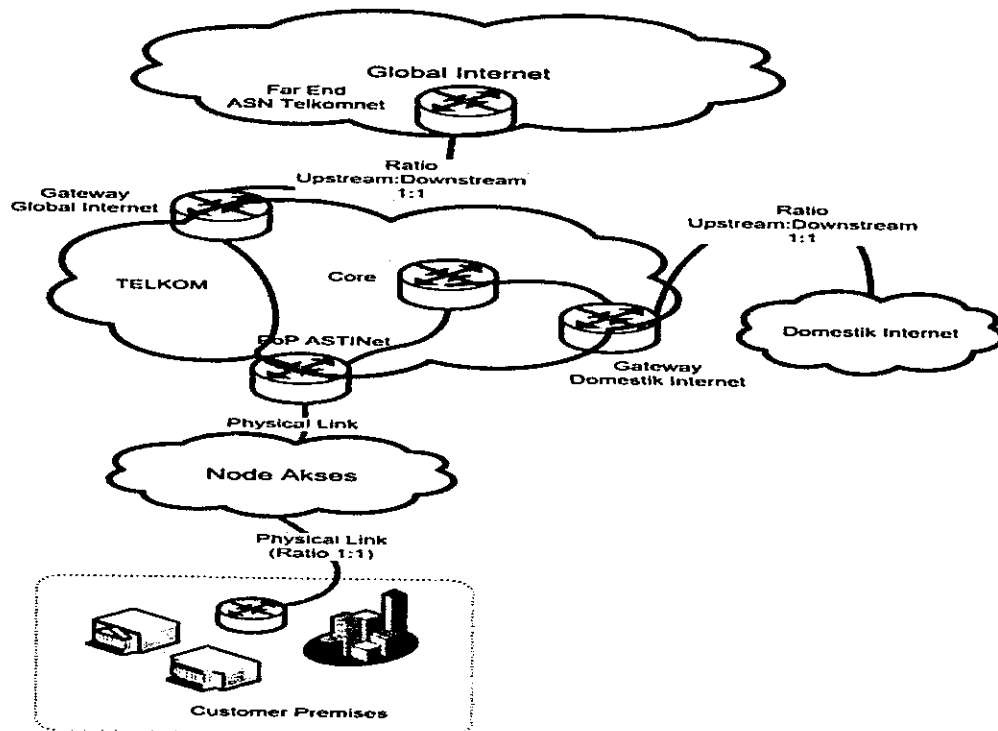 Global Internet
Far End
ASN Telkomnet
Ratio
Upstream:Downstream
1:1
Gateway
Global Internet
Ratio
Upstream:Downstream
1:1
TELKOM
Core
PoP ASTINet
Domestik Internet
Gateway
Domestik Internet
Physical Link
Node Akses
Physical Link
(Ratio 1:1)
Customer Premises